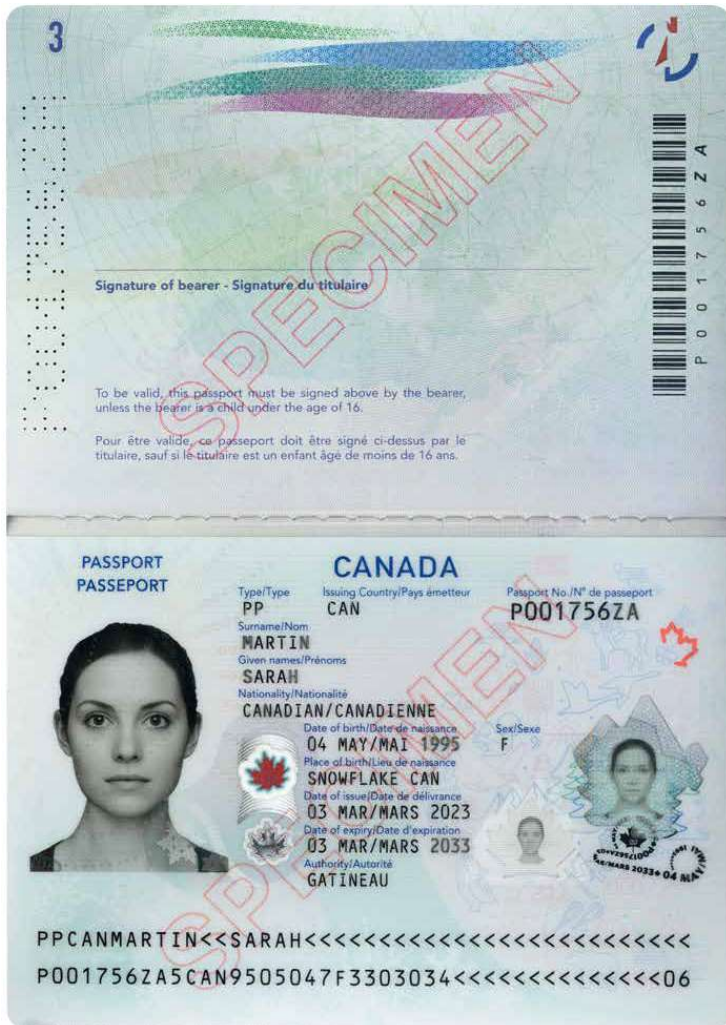 3
SPECIMEN
P001756ZA
Signature of bearer - Signature du titulaire
To be valid, this passport must be signed above by the bearer,
unless the bearer is a child under the age of 16.
Pour être valide, ce passeport doit être signé ci-dessus par le
titulaire, sauf si le titulaire est un enfant âgé de moins de 16 ans.
PASSPORT
PASSEPORT
CANADA
Type/Type Issuing Country/Pays émetteur Passport No./N° de passeport
PP CAN P001756ZA
Surname/Nom
MARTIN
Given names/Prénoms
SARAH
Nationality/Nationalité
CANADIAN/CANADIENNE
Date of birth/Date de naissance Sex/Sexe
04 MAY/MAI 1995 F
Place of birth/Lieu de naissance
SNOWFLAKE CAN
Date of issue/Date de délivrance
03 MAR/MARS 2023
Date of expiry/Date d'expiration
03 MAR/MARS 2033
Authority/Autorité
GATINEAU
SPECIMEN
PPCANMARTIN<<SARAH<<<<<<<<<<<<<<<<<<<<<<<<<<
P001756ZA5CAN9505047F3303034<<<<<<<<<<<<<<06